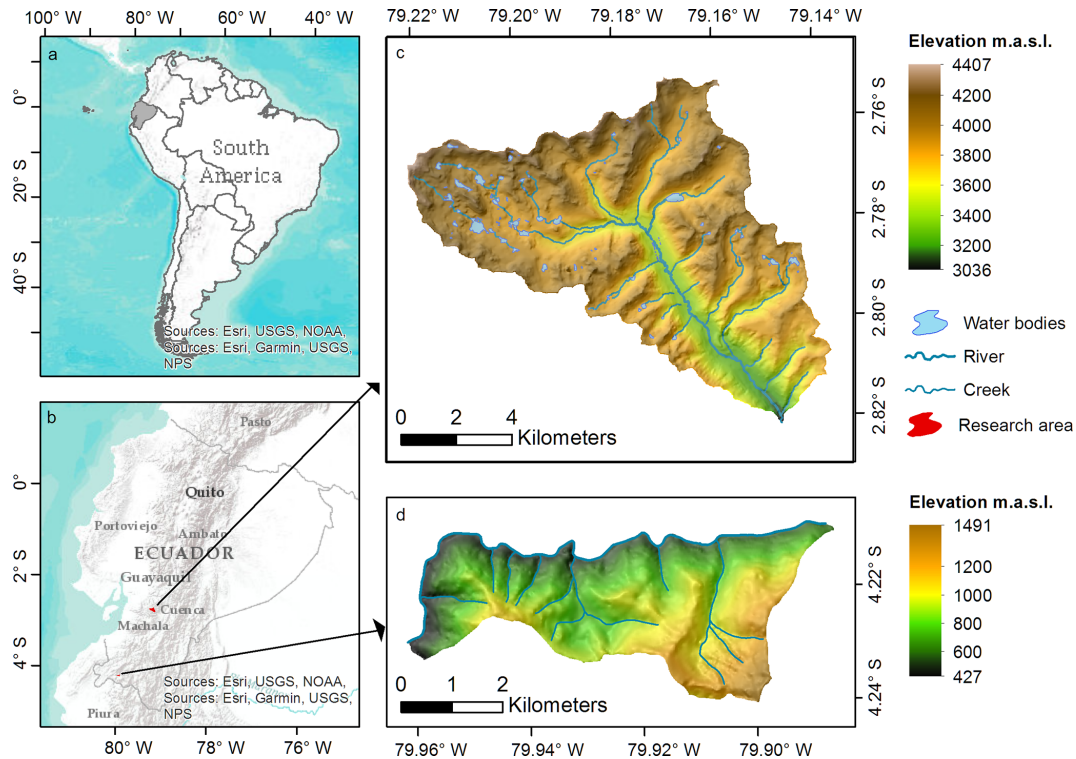 100° W 80° W 60° W 40° W
a
0°
20° S
40° S
South
America
Sources: Esri, USGS, NOAA,
Sources: Esri, Garmin, USGS,
NPS
b
0°
2° S
4° S
Pasto
Quito
Portoviejo
Ambato
ECUADOR
Guayaquil
Cuenca
Machala
Piura
Sources: Esri, USGS, NOAA,
Sources: Esri, Garmin, USGS,
NPS
80° W 78° W 76° W
79.22° W 79.20° W 79.18° W 79.16° W 79.14° W
c
2.76° S
2.78° S
2.80° S
2.82° S
0 2 4
Kilometers
d
4.22° S
4.24° S
0 1 2
Kilometers
79.96° W 79.94° W 79.92° W 79.90° W
Elevation m.a.s.l.
4407
4200
4000
3800
3600
3400
3200
3036
Water bodies
River
Creek
Research area
Elevation m.a.s.l.
1491
1200
1000
800
600
427